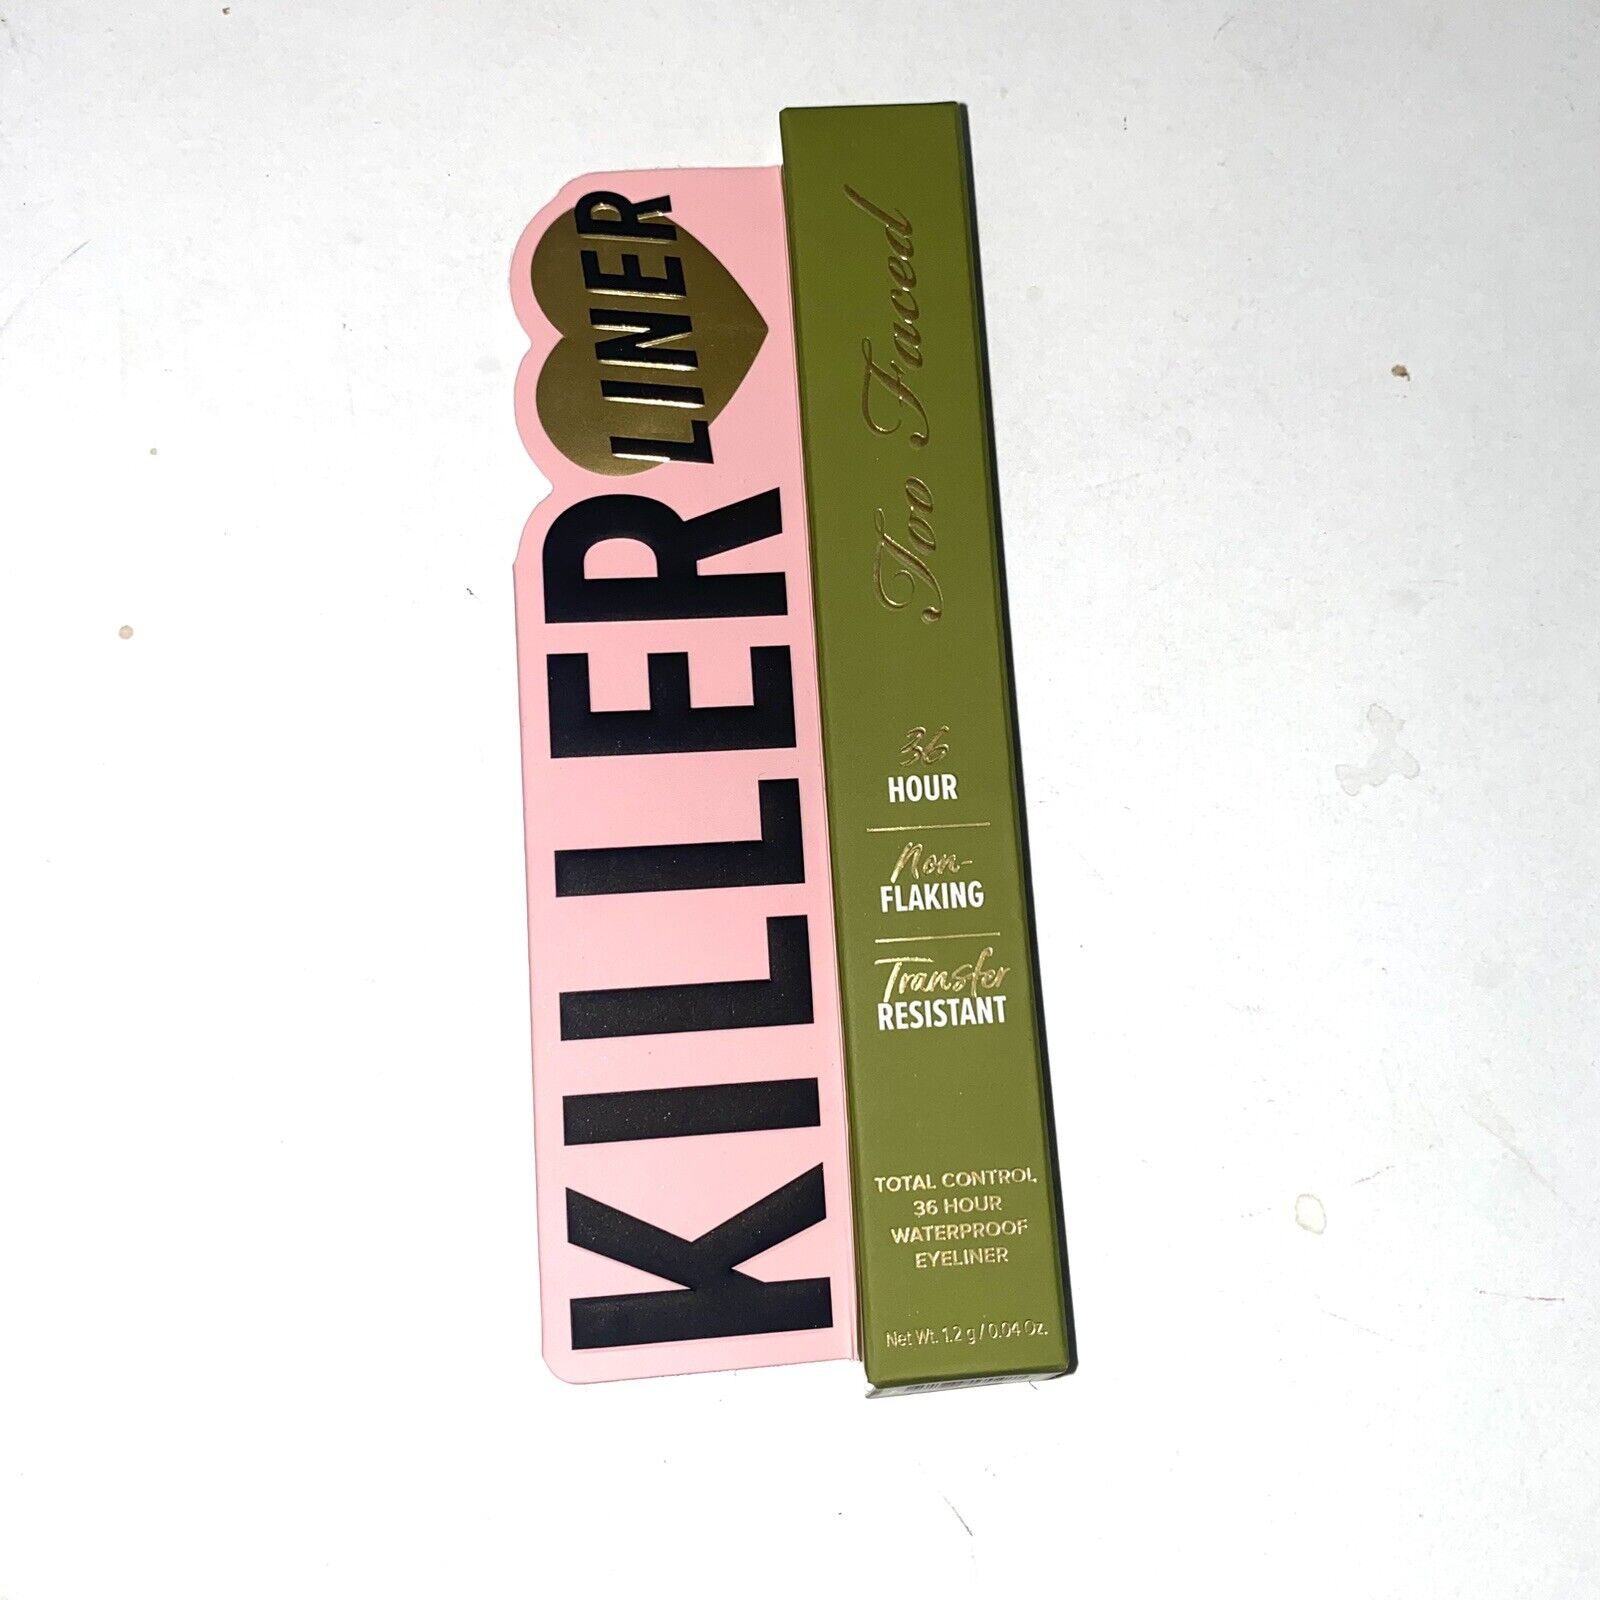 KILLER
LINER
Too Faced
36
HOUR
Non-
FLAKING
Transfer
RESISTANT
TOTAL CONTROL
36 HOUR
WATERPROOF
EYELINER
Net Wt. 1.2 g / 0.04 Oz.